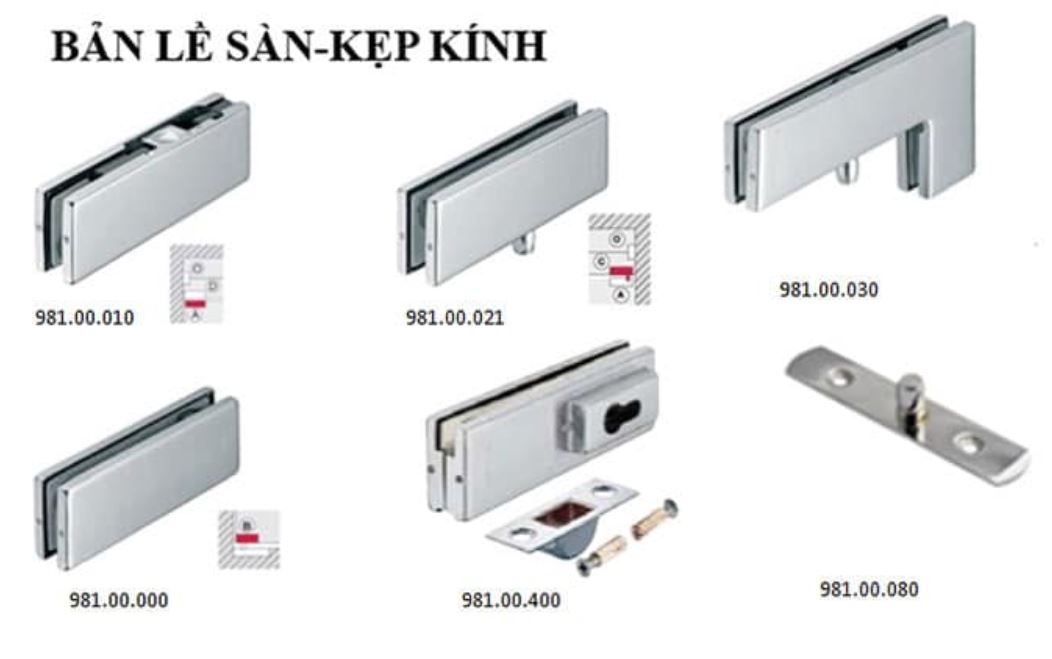 BẢN LỀ SÀN-KẸP KÍNH
981.00.010
O
D
A
981.00.021
O
C
A
981.00.030
981.00.000
B
981.00.400
981.00.080